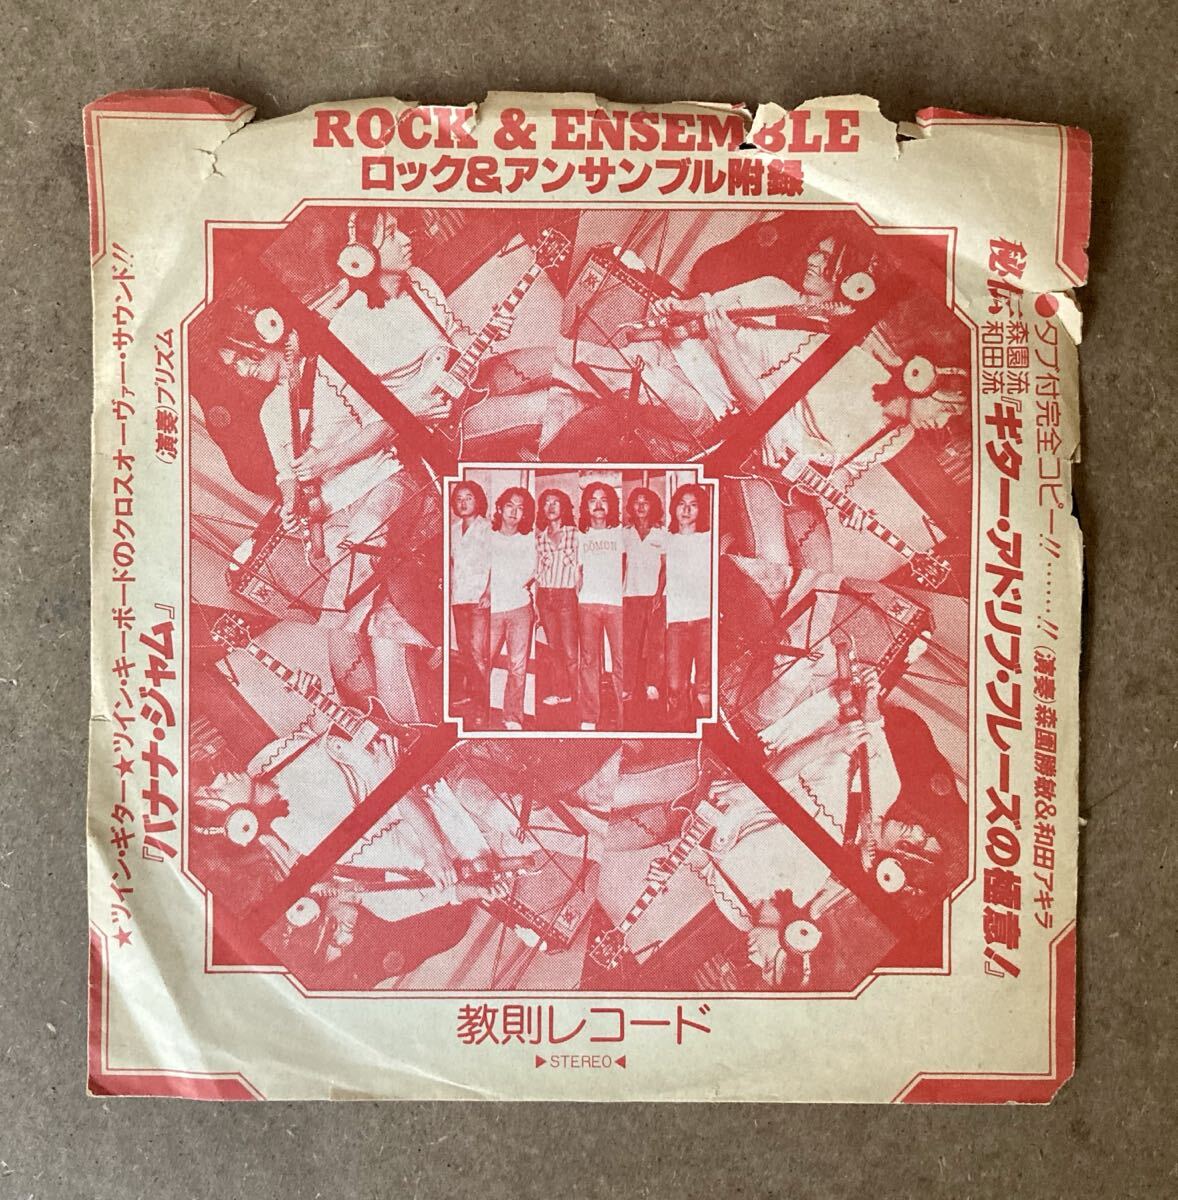 ROCK & ENSEMBLE
ロック&アンサンブル附録
●タブ付完全コピー!!……!!(演奏)森園勝敏&和田アキラ
秘伝 森園流
和田流
『ギター・アドリブ・フレーズの極意!』
★ツイン・ギター★ツイン・キーボードのクロスオーヴァー・サウンド!!
『バナナ・ジャム』
(演奏プリズム
DOMON
教則レコード
▶STEREO◀